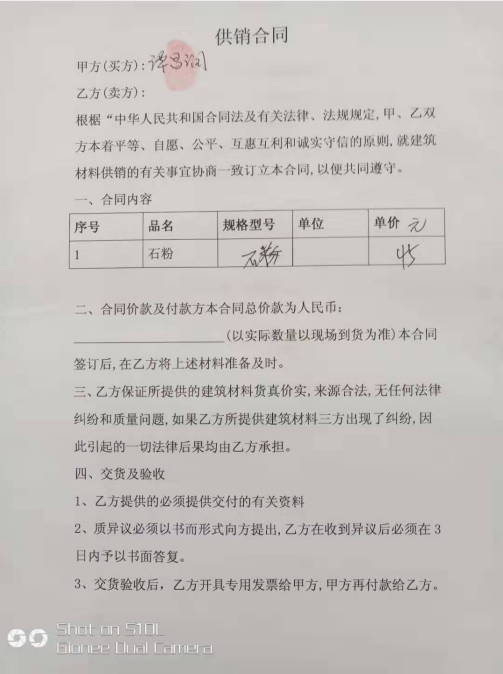 供销合同
甲方(买方):谭昌润
乙方(卖方):
根椐“中华人民共和国合同法及有关法律、法规规定,甲、乙双
方本着平等、自愿、公平、互惠互利和诚实守信的原则,就建筑
材料供销的有关事宜协商一致订立本合同,以便共同遵守。
一、合同内容
序号 品名 规格型号 单位 单价 元
1 石粉 石粉 45
二、合同价款及付款方本合同总价款为人民币:
(以实际数量以现场到货为准)本合同
签订后,在乙方将上述材料准备及时。
三、乙方保证所提供的建筑材料货真价实,来源合法,无任何法律
纠纷和质量问题,如果乙方所提供建筑材料三方出现了纠纷,因
此引起的一切法律后果均由乙方承担。
四、交货及验收
1、乙方提供的必须提供交付的有关资料
2、质异议必须以书而形式向方提出,乙方在收到异议后必须在 3
日内予以书面答复。
3、交货验收后,乙方开具专用发票给甲方,甲方再付款给乙方。
Shot on S10L
Gionee Dual Camera